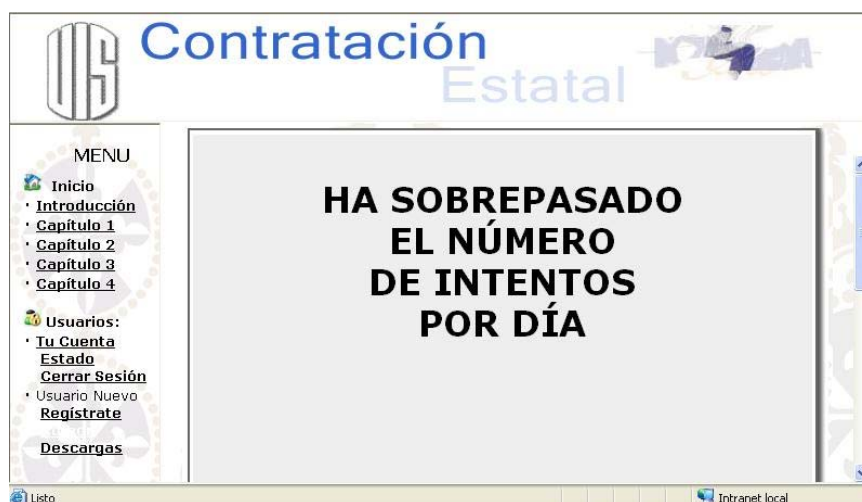 UIS
Contratación
Estatal
MENU
Inicio
· Introducción
· Capítulo 1
· Capítulo 2
· Capítulo 3
· Capítulo 4
Usuarios:
· Tu Cuenta
Estado
Cerrar Sesión
· Usuario Nuevo
Regístrate
Descargas
HA SOBREPASADO
EL NÚMERO
DE INTENTOS
POR DÍA
Listo
Intranet local